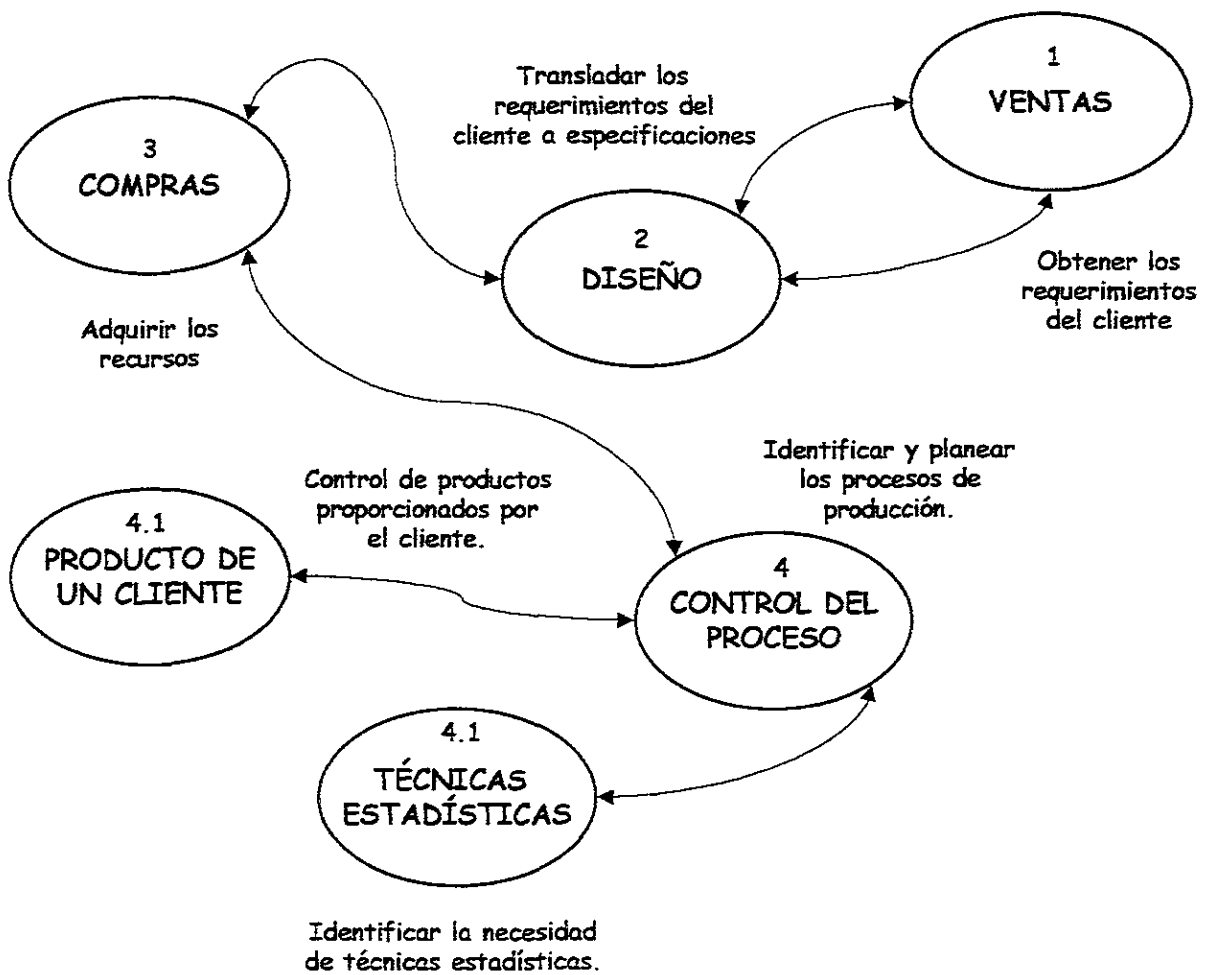 1
VENTAS
Transladar los
requerimientos del
cliente a especificaciones
3
COMPRAS
2
DISEÑO
Obtener los
requerimientos
del cliente
Adquirir los
recursos
Identificar y planear
los procesos de
producción.
Control de productos
proporcionados por
el cliente.
4.1
PRODUCTO DE
UN CLIENTE
4
CONTROL DEL
PROCESO
4.1
TÉCNICAS
ESTADÍSTICAS
Identificar la necesidad
de técnicas estadísticas.